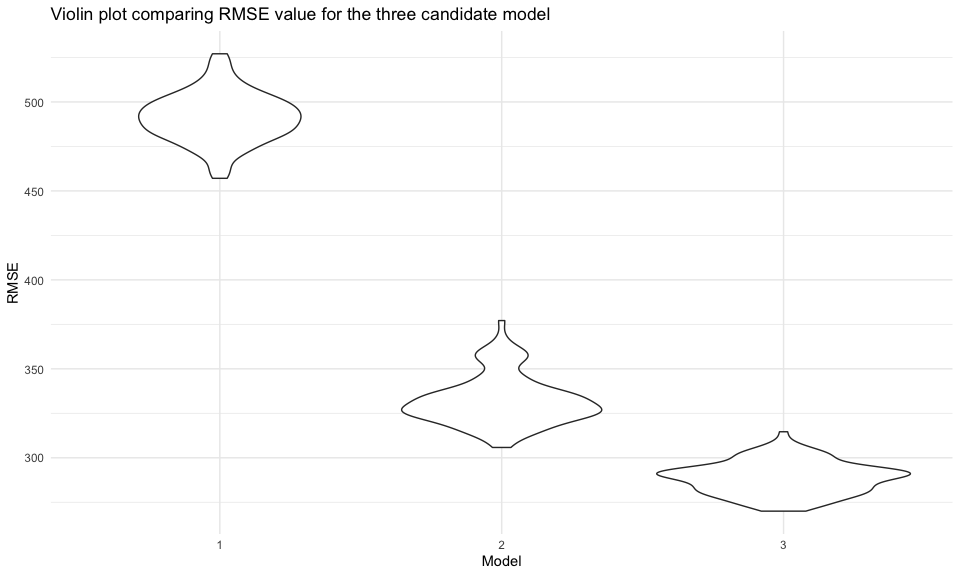 Violin plot comparing RMSE value for the three candidate model
RMSE
500
450
400
350
300
1
2
3
Model